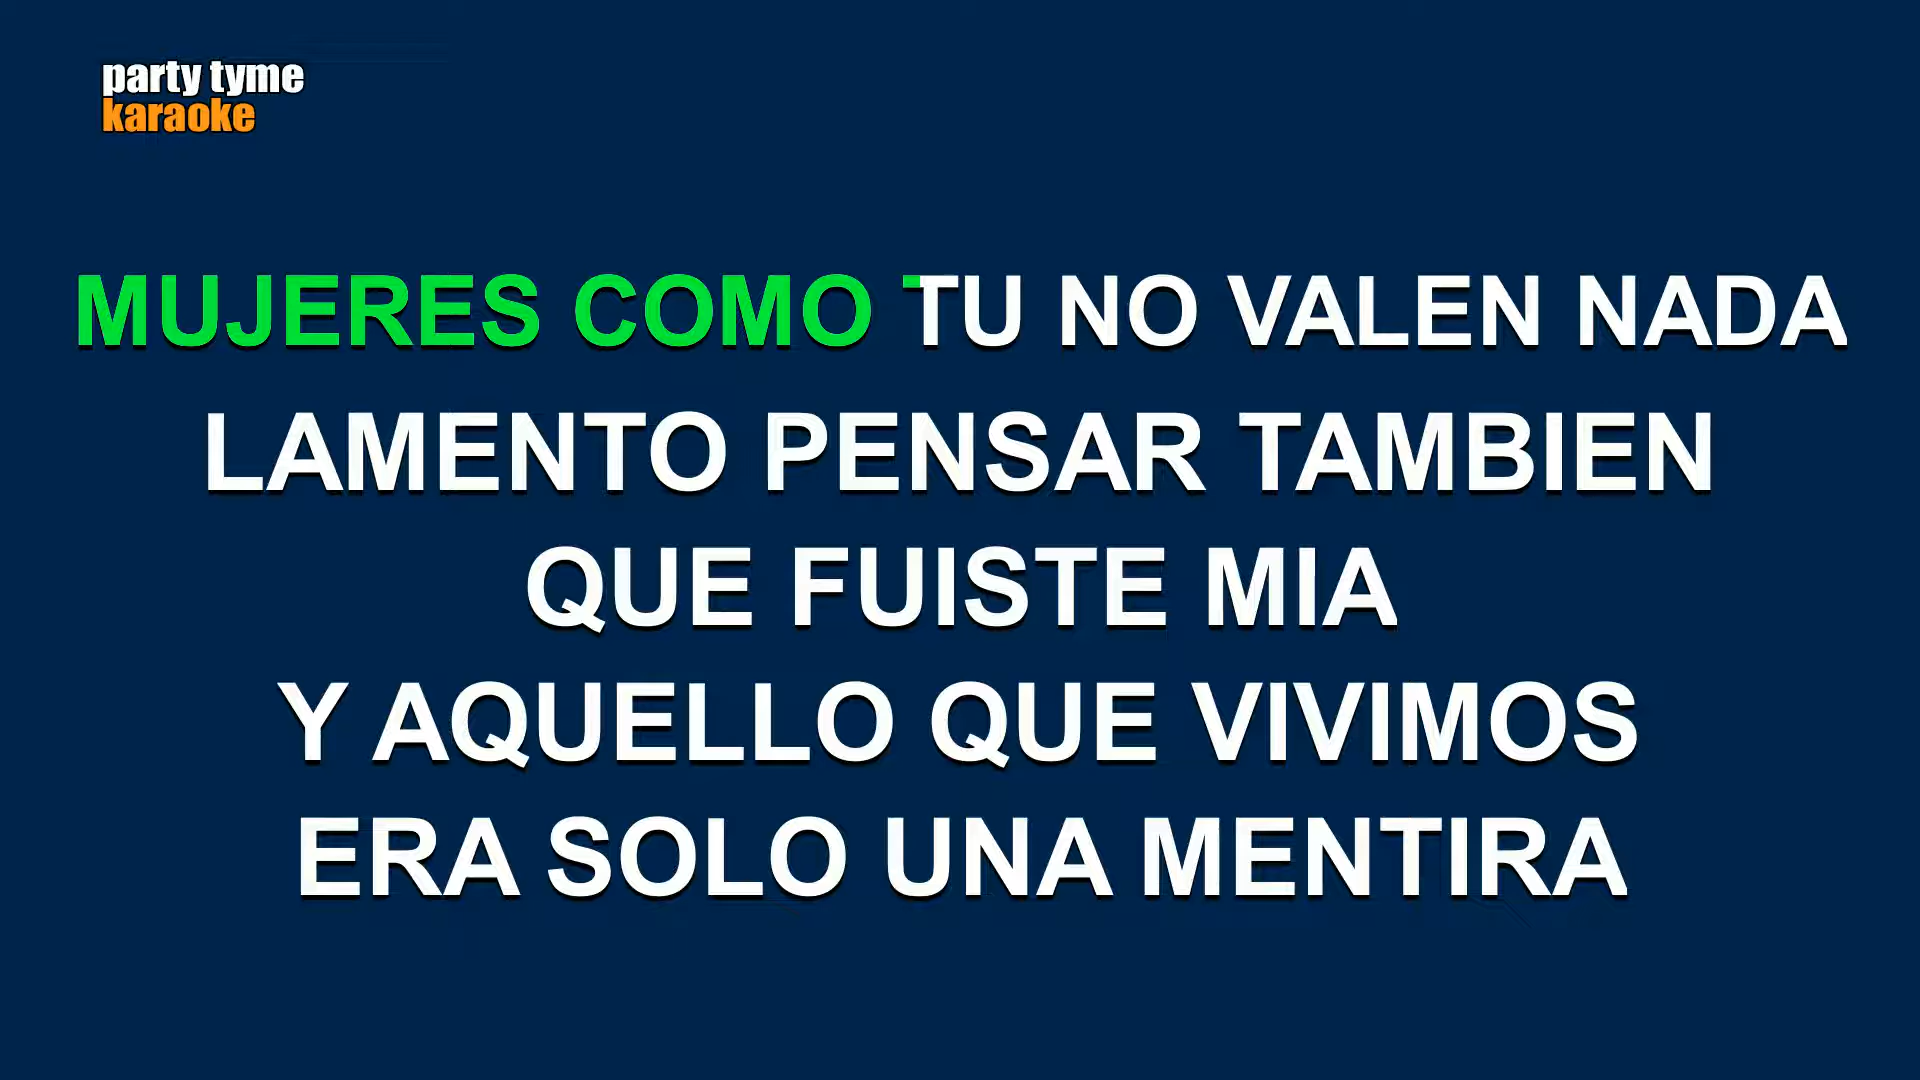 party tyme
karaoke
MUJERES COMO TU NO VALEN NADA
LAMENTO PENSAR TAMBIEN
QUE FUISTE MIA
Y AQUELLO QUE VIVIMOS
ERA SOLO UNA MENTIRA